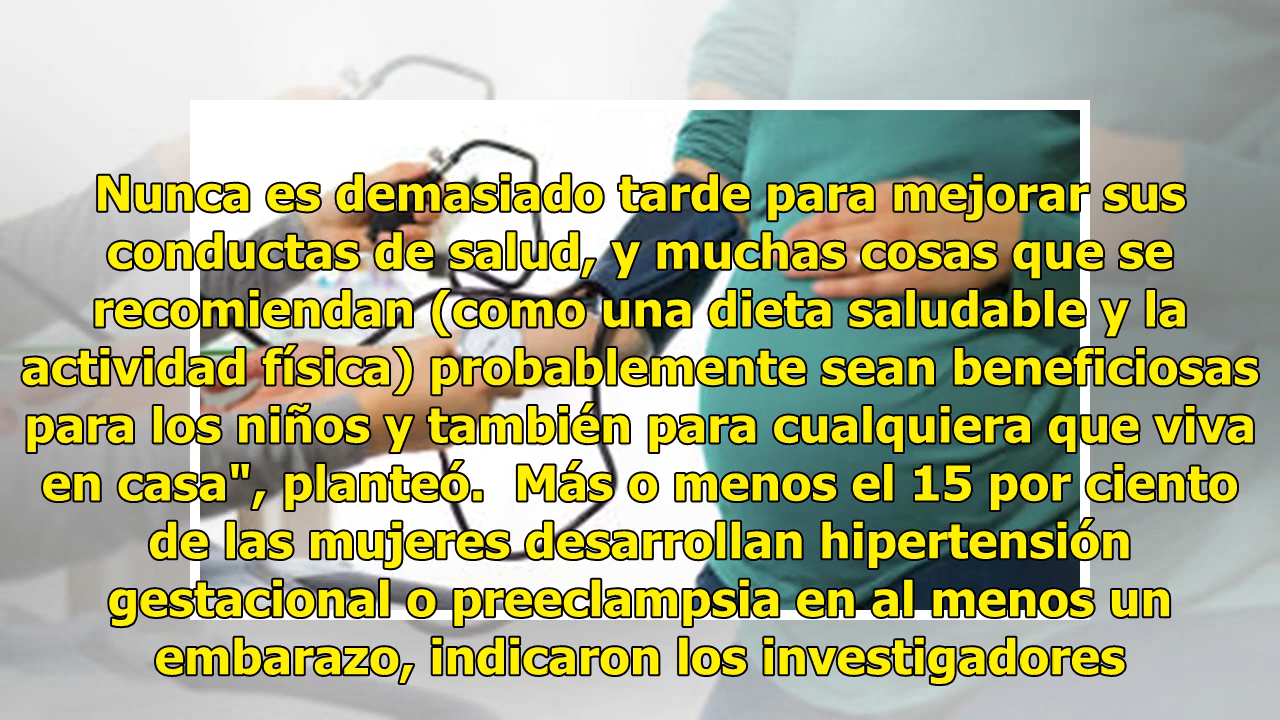 Nunca es demasiado tarde para mejorar sus
conductas de salud, y muchas cosas que se
recomiendan (como una dieta saludable y la
actividad física) probablemente sean beneficiosas
para los niños y también para cualquiera que viva
en casa", planteó.  Más o menos el 15 por ciento
de las mujeres desarrollan hipertensión
gestacional o preeclampsia en al menos un
embarazo, indicaron los investigadores